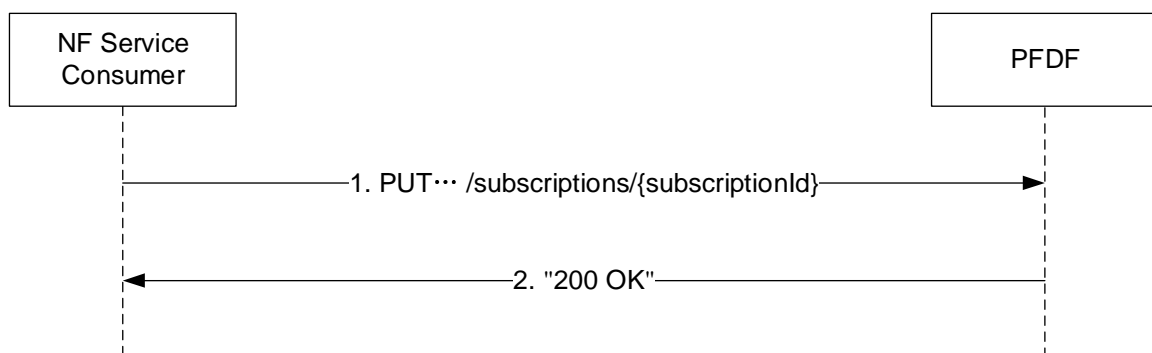 NF Service
Consumer
PFDF
1. PUT⋯ /subscriptions/{subscriptionId}
2. "200 OK"